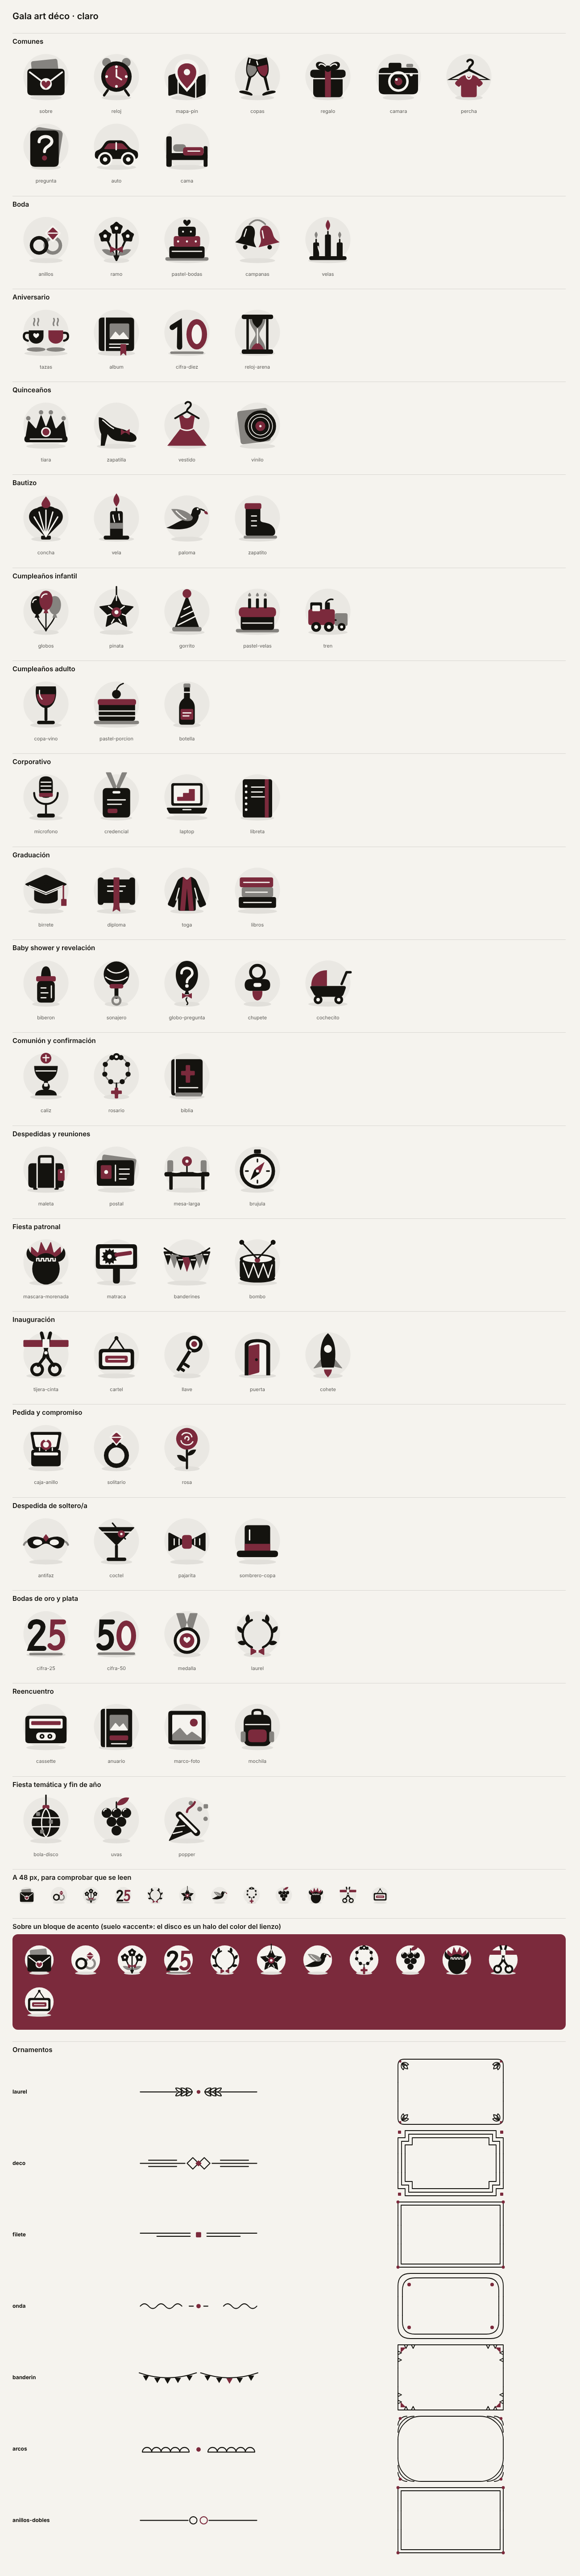 Gala art déco · claro
Comunes
sobre reloj mapa-pin copas regalo camara percha
pregunta auto cama
Boda
anillos ramo pastel-bodas campanas velas
Aniversario
10
tazas album cifra-diez reloj-arena
Quinceaños
tiara zapatilla vestido vinilo
Bautizo
concha vela paloma zapatito
Cumpleaños infantil
globos pinata gorrito pastel-velas tren
Cumpleaños adulto
copa-vino pastel-porcion botella
Corporativo
microfono credencial laptop libreta
Graduación
birrete diploma toga libros
Baby shower y revelación
?
biberon sonajero globo-pregunta chupete cochecito
Comunión y confirmación
caliz rosario biblia
Despedidas y reuniones
maleta postal mesa-larga brujula
Fiesta patronal
mascara-morenada matraca banderines bombo
Inauguración
tijera-cinta cartel llave puerta cohete
Pedida y compromiso
caja-anillo solitario rosa
Despedida de soltero/a
antifaz coctel pajarita sombrero-copa
Bodas de oro y plata
25 50
cifra-25 cifra-50 medalla laurel
Reencuentro
cassette anuario marco-foto mochila
Fiesta temática y fin de año
bola-disco uvas popper
A 48 px, para comprobar que se leen
25
Sobre un bloque de acento (suelo «accent»: el disco es un halo del color del lienzo)
25
Ornamentos
laurel
deco
filete
onda
banderin
arcos
anillos-dobles